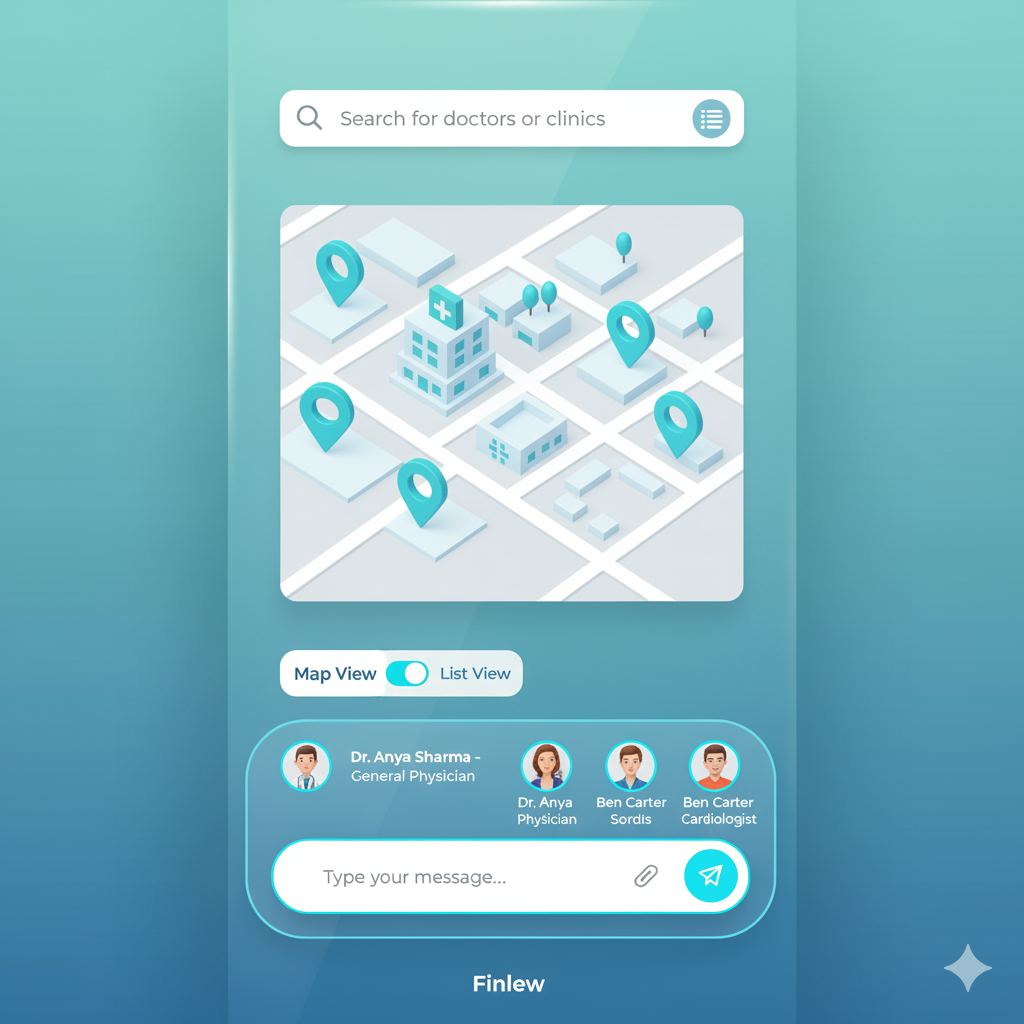 Search for doctors or clinics
Map View
List View
Dr. Anya Sharma -
General Physician
Dr, Anya
Physician
Ben Carter
Sordis
Ben Carter
Cardiologist
Type your message...
Finlew